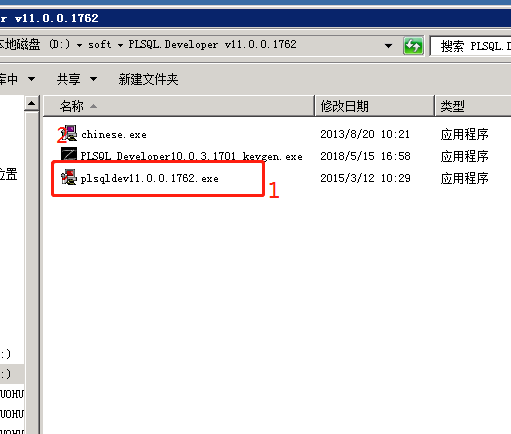 er v11.0.0.1762
本地磁盘 (D:) ▾ soft ▾ PLSQL.Developer v11.0.0.1762
搜索 PLSQL.D
库中 ▾ 共享 ▾ 新建文件夹
名称 修改日期 类型
2 chinese.exe 2013/8/20 10:21 应用程序
PLSQL Developer10.0.3.1701 keygen.exe 2018/5/15 16:58 应用程序
位置
plsqldev11.0.0.1762.exe 2015/3/12 10:29 应用程序
1
:)
:)
WOHU
WOHU